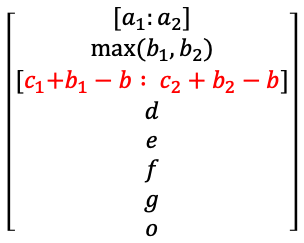 [a₁: a₂]
max(b₁, b₂)
[c₁+b₁ − b : c₂ + b₂ − b]
d
e
f
g
o